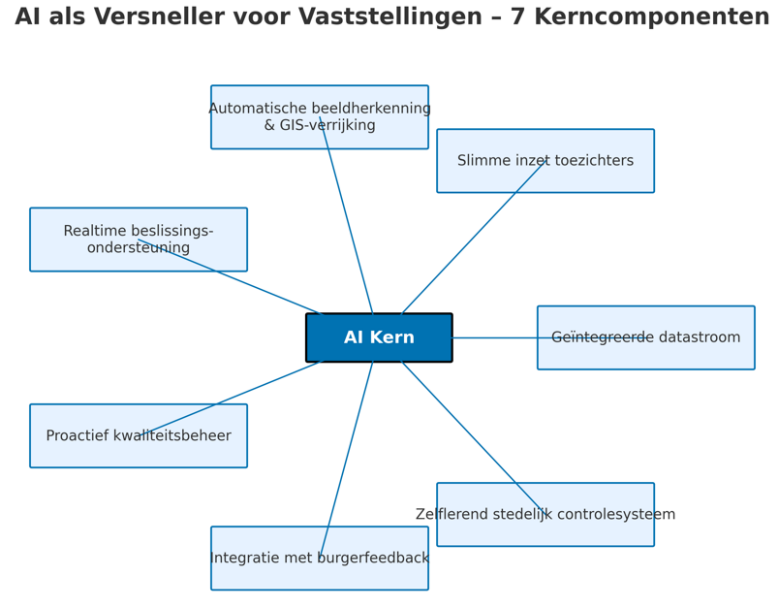 AI als Versneller voor Vaststellingen – 7 Kerncomponenten
Automatische beeldherkenning
& GIS-verrijking
Slimme inzet toezichters
Realtime beslissings-
ondersteuning
AI Kern
Geïntegreerde datastroom
Proactief kwaliteitsbeheer
Zelflerend stedelijk controlesysteem
Integratie met burgerfeedback